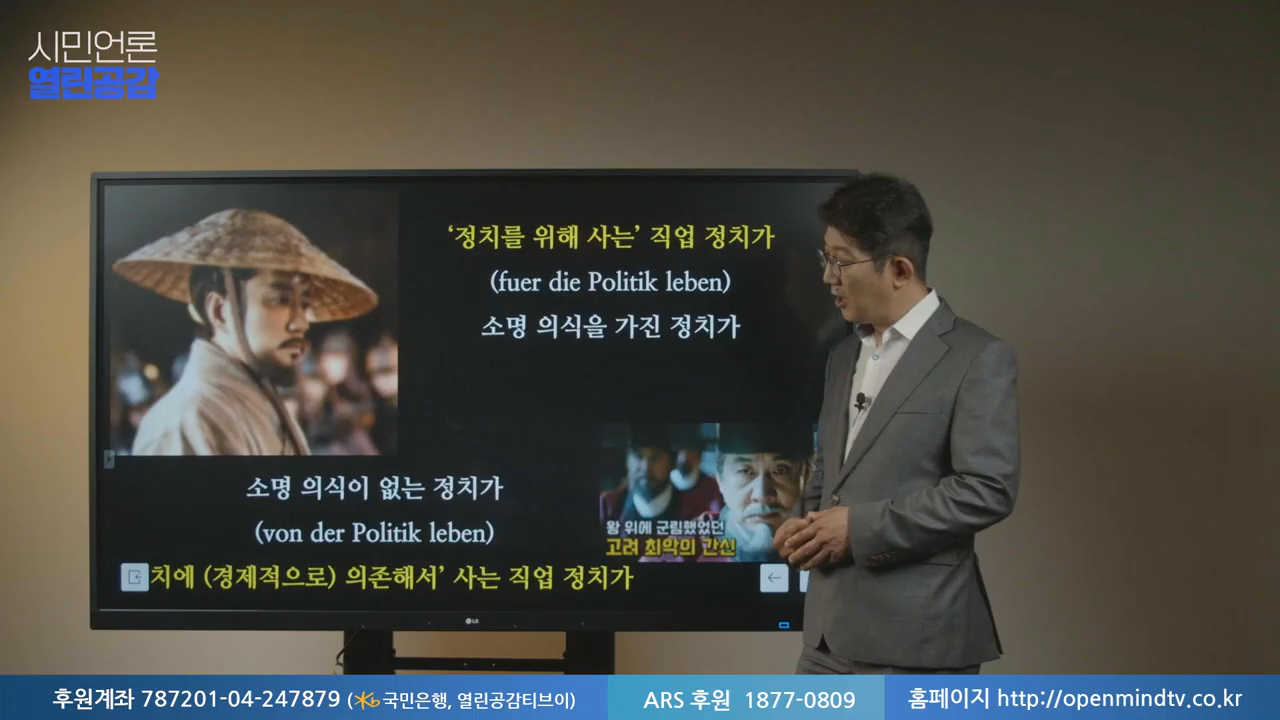 시민언론
열린공감
‘정치를 위해 사는’ 직업 정치가
(fuer die Politik leben)
소명 의식을 가진 정치가
소명 의식이 없는 정치가
(von der Politik leben)
치에 (경제적으로) 의존해서’ 사는 직업 정치가
왕 위에 군림했었던
고려 최악의 간신
LG
후원계좌 787201-04-247879 (국민은행, 열린공감티브이)
ARS 후원 1877-0809
홈페이지 http://openmindtv.co.kr